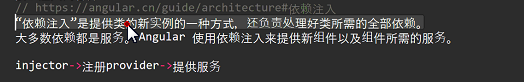 // https://angular.cn/guide/architecture#依赖注入
“依赖注入”是提供类的新实例的一种方式，还负责处理好类所需的全部依赖。
大多数依赖都是服务。Angular 使用依赖注入来提供新组件以及组件所需的服务。
injector->注册provider->提供服务